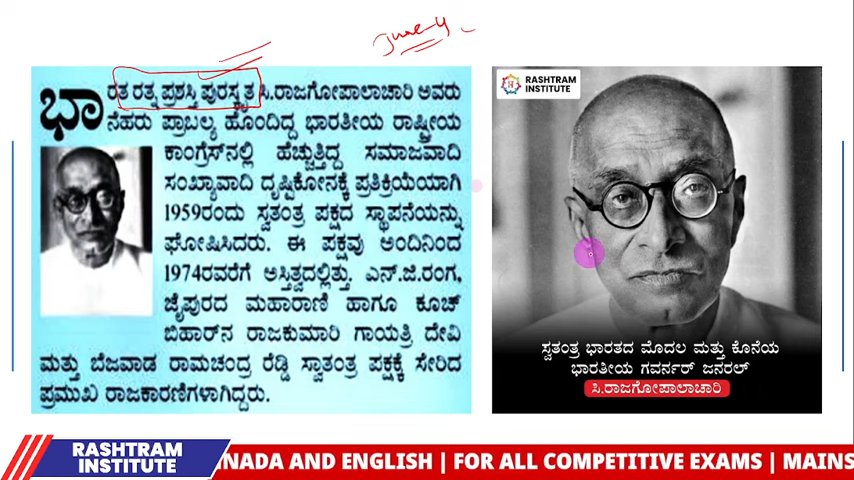 June-4
ಭಾರತ ರತ್ನ ಪ್ರಶಸ್ತಿ ಪುರಸ್ಕೃತ ಸಿ.ರಾಜಗೋಪಾಲಾಚಾರಿ ಅವರು
ನೆಹರು ಪ್ರಾಬಲ್ಯ ಹೊಂದಿದ್ದ ಭಾರತೀಯ ರಾಷ್ಟ್ರೀಯ
ಕಾಂಗ್ರೆಸ್‌ನಲ್ಲಿ ಹೆಚ್ಚುತ್ತಿದ್ದ ಸಮಾಜವಾದಿ
ಸಂಖ್ಯಾವಾದಿ ದೃಷ್ಟಿಕೋನಕ್ಕೆ ಪ್ರತಿಕ್ರಿಯೆಯಾಗಿ
1959ರಂದು ಸ್ವತಂತ್ರ ಪಕ್ಷದ ಸ್ಥಾಪನೆಯನ್ನು
ಘೋಷಿಸಿದರು. ಈ ಪಕ್ಷವು ಅಂದಿನಿಂದ
1974ರವರೆಗೆ ಅಸ್ತಿತ್ವದಲ್ಲಿತ್ತು. ಎನ್.ಜಿ.ರಂಗ,
ಜೈಪುರದ ಮಹಾರಾಣಿ ಹಾಗೂ ಕೂಚ್
ಬಿಹಾರ್‌ನ ರಾಜಕುಮಾರಿ ಗಾಯತ್ರಿ ದೇವಿ
ಮತ್ತು ಬೆಜವಾಡ ರಾಮಚಂದ್ರ ರೆಡ್ಡಿ ಸ್ವಾತಂತ್ರ ಪಕ್ಷಕ್ಕೆ ಸೇರಿದ
ಪ್ರಮುಖ ರಾಜಕಾರಣಿಗಳಾಗಿದ್ದರು.
RASHTRAM
INSTITUTE
ಸ್ವತಂತ್ರ ಭಾರತದ ಮೊದಲ ಮತ್ತು ಕೊನೆಯ
ಭಾರತೀಯ ಗವರ್ನರ್ ಜನರಲ್
ಸಿ.ರಾಜಗೋಪಾಲಾಚಾರಿ
RASHTRAM
INSTITUTE
NADA AND ENGLISH | FOR ALL COMPETITIVE EXAMS | MAINS